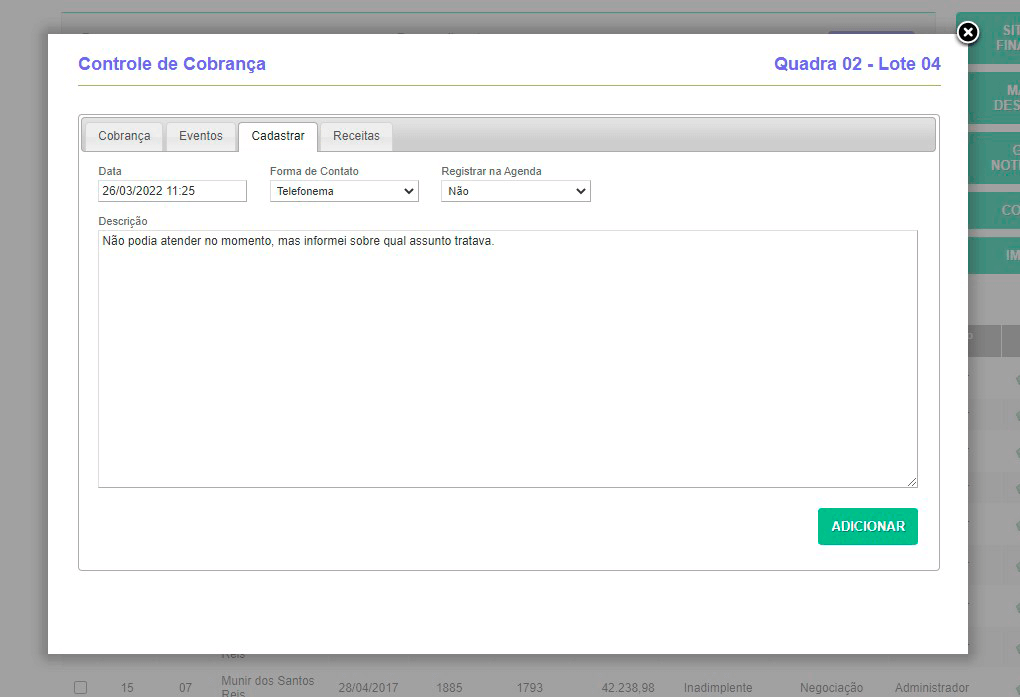 Controle de Cobrança
Quadra 02 - Lote 04
Cobrança
Eventos
Cadastrar
Receitas
Data
Forma de Contato
Registrar na Agenda
26/03/2022 11:25
Telefonema
Não
Descrição
Não podia atender no momento, mas informei sobre qual assunto tratava.
ADICIONAR
SIT
FINA
MA
DES
NOTI
CO
IM
Reis
15 07 Munir dos Santos Reis 28/04/2017 1885 1793 42.238,98 Inadimplente Negociação Administrador